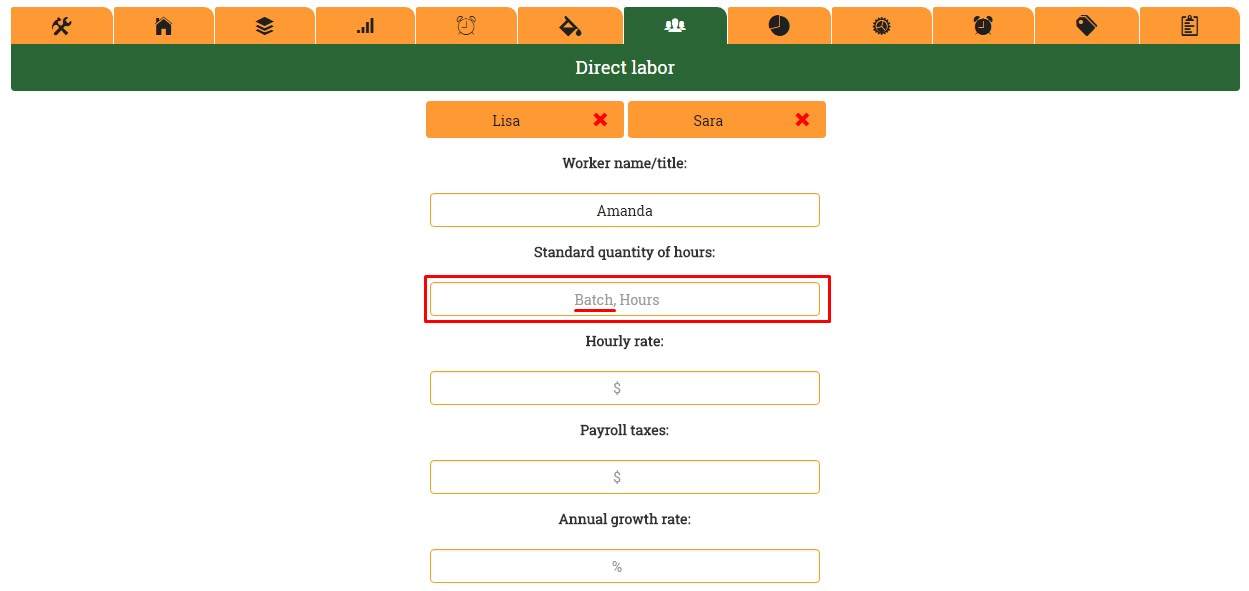 Direct labor
Lisa
Sara
Worker name/title:
Amanda
Standard quantity of hours:
Batch, Hours
Hourly rate:
$
Payroll taxes:
$
Annual growth rate:
%